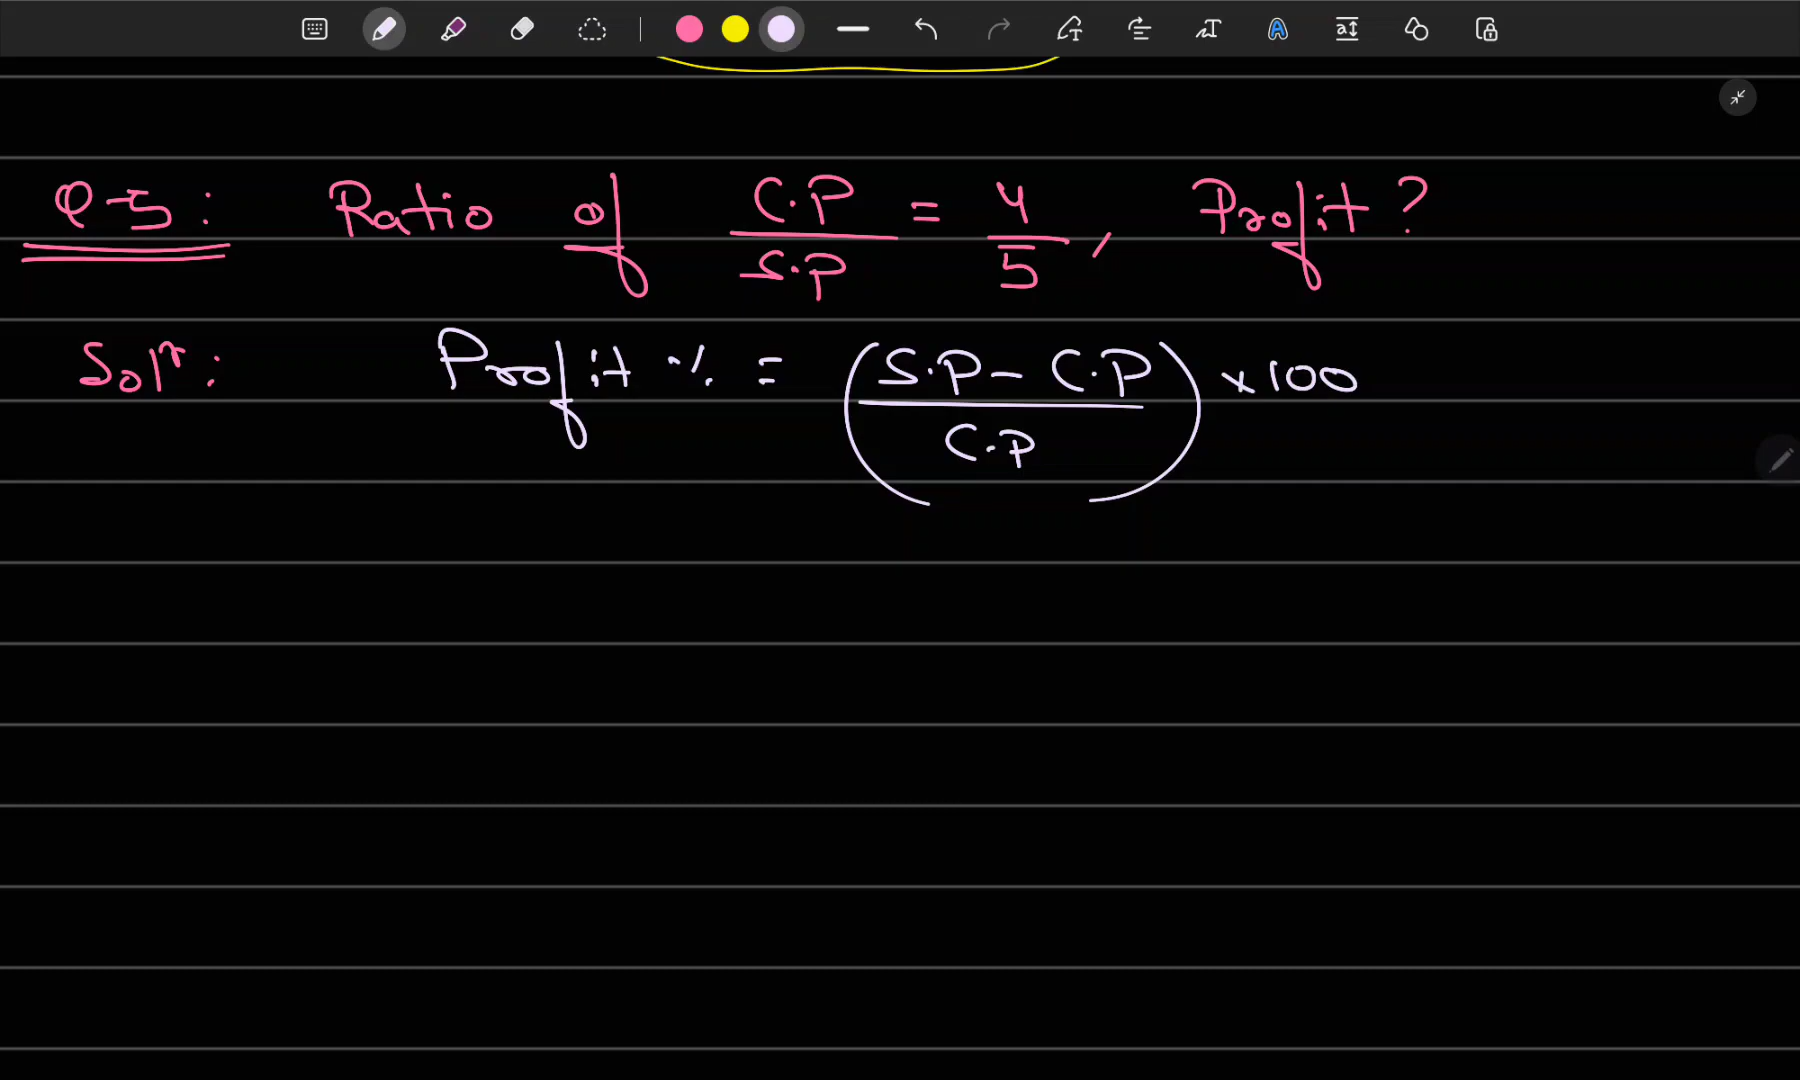 Q-5: Ratio of C.P/S.P = 4/5, Profit?
Solⁿ: Profit % = (S.P - C.P / C.P) × 100